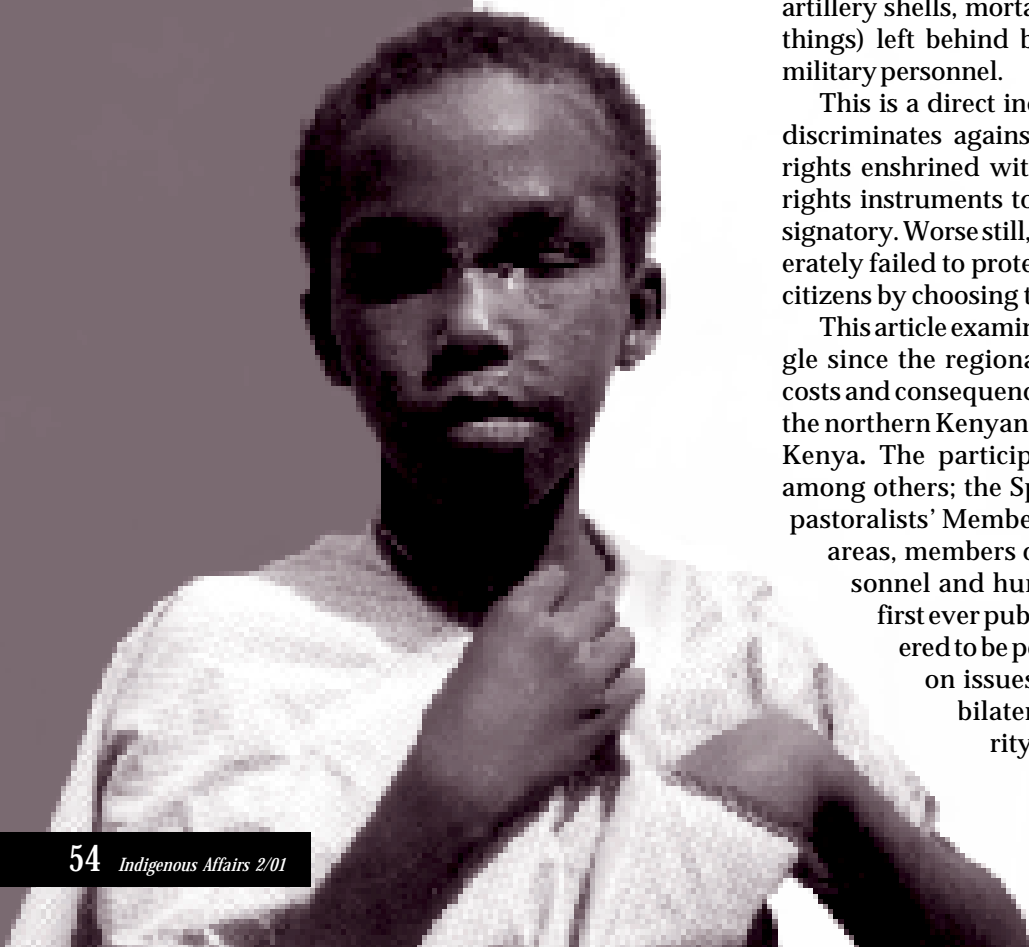 artillery shells, morta
things) left behind b
military personnel.
This is a direct inc
discriminates agains
rights enshrined wit
rights instruments to
signatory. Worse still,
erately failed to prote
citizens by choosing t
This article examin
gle since the regiona
costs and consequenc
the northern Kenyan
Kenya. The particip
among others; the Sp
pastoralists’ Membe
areas, members o
sonnel and hur
first ever pub
ered to be po
on issues
bilater
rity
54 Indigenous Affairs 2/01